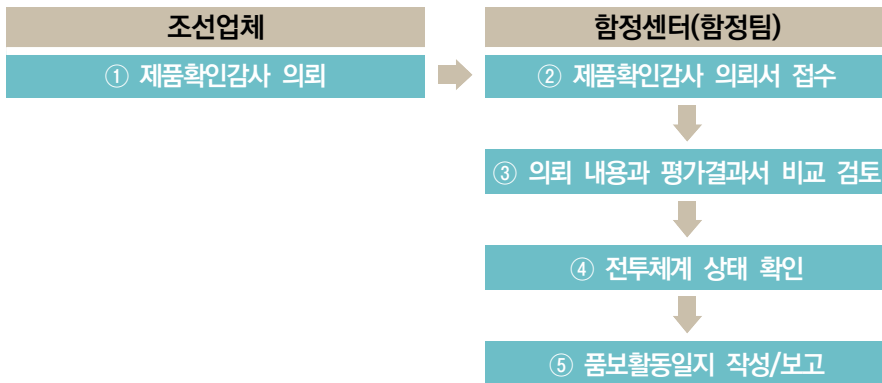 조선업체
함정센터(함정팀)
① 제품확인감사 의뢰
② 제품확인감사 의뢰서 접수
③ 의뢰 내용과 평가결과서 비교 검토
④ 전투체계 상태 확인
⑤ 품보활동일지 작성/보고